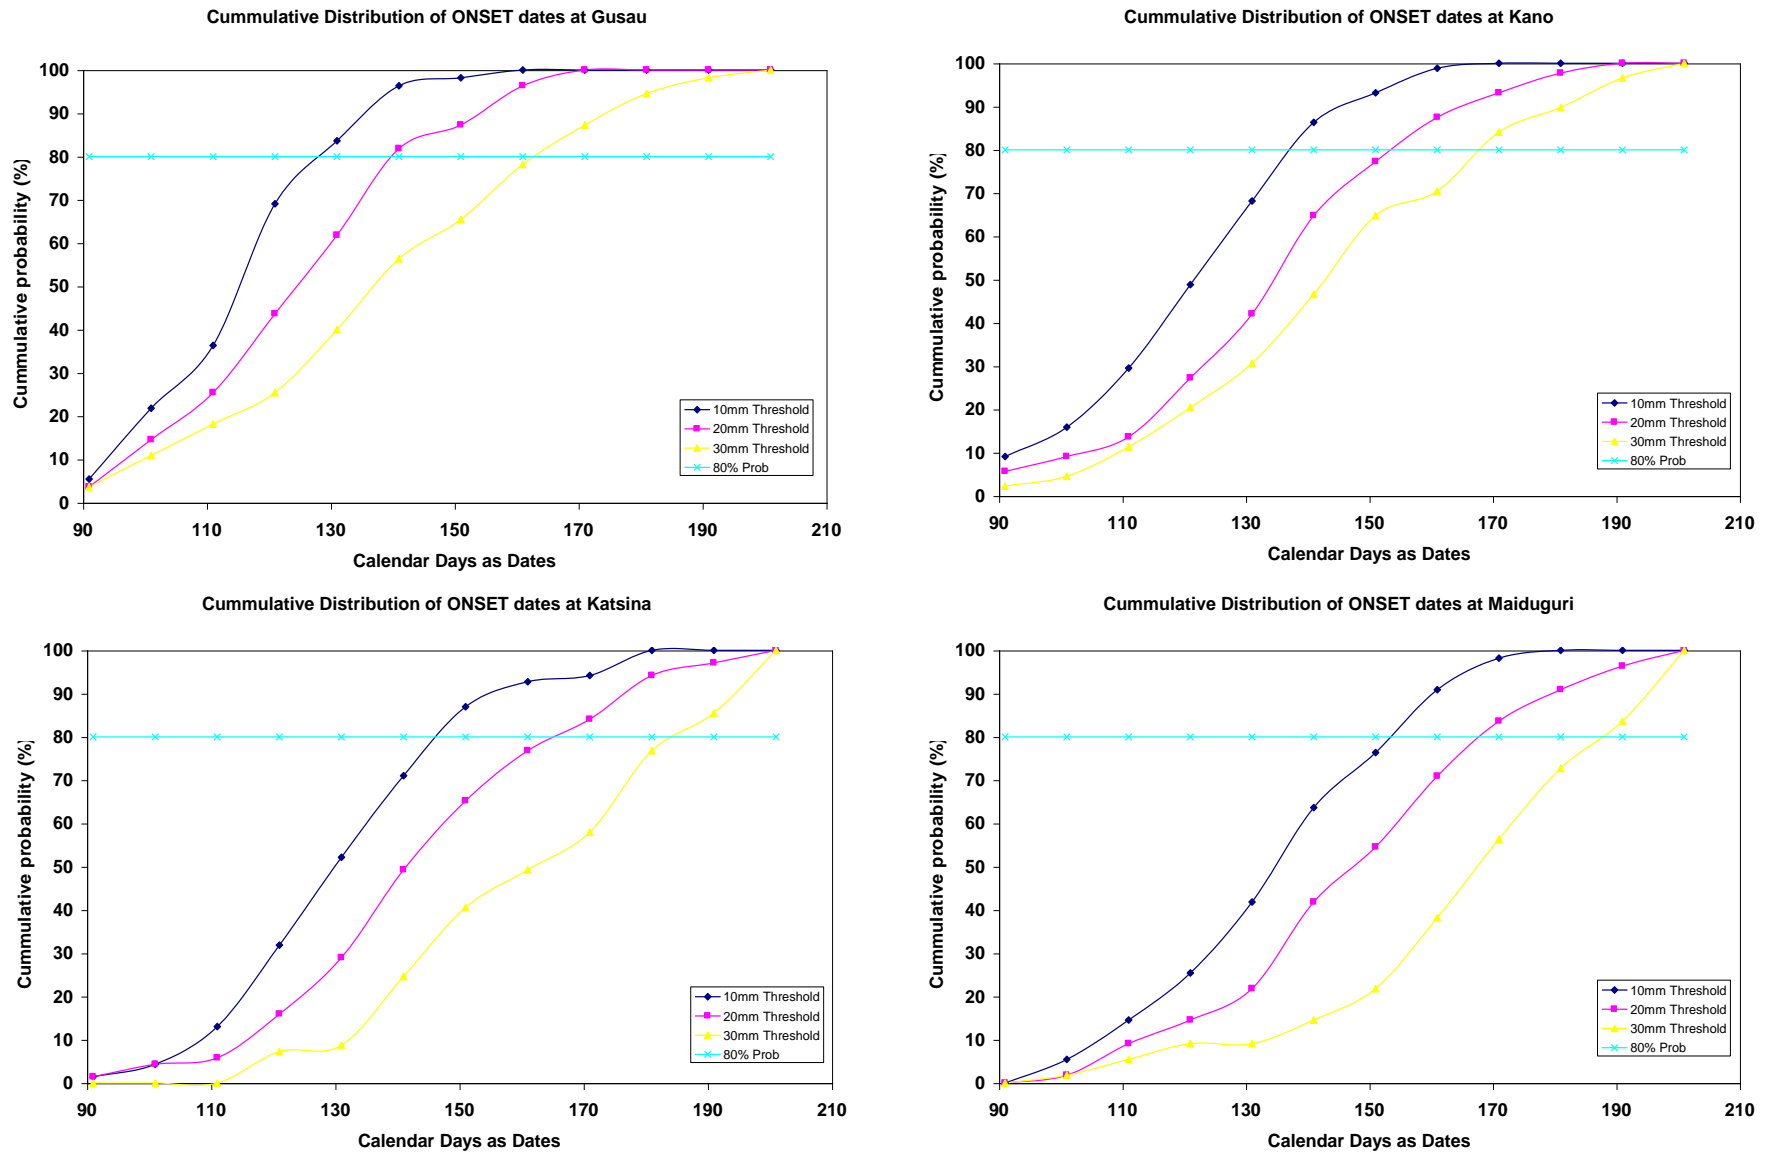 Cummulative Distribution of ONSET dates at Gusau
100
90
80
70
60
50
40
30
20
10
0
Cummulative probability (%)
90 110 130 150 170 190 210
Calendar Days as Dates
10mm Threshold
20mm Threshold
30mm Threshold
80% Prob
Cummulative Distribution of ONSET dates at Kano
100
90
80
70
60
50
40
30
20
10
0
Cummulative probability (%)
90 110 130 150 170 190 210
Calendar Days as Dates
10mm Threshold
20mm Threshold
30mm Threshold
80% Prob
Cummulative Distribution of ONSET dates at Katsina
100
90
80
70
60
50
40
30
20
10
0
Cummulative probability (%)
90 110 130 150 170 190 210
Calendar Days as Dates
10mm Threshold
20mm Threshold
30mm Threshold
80% Prob
Cummulative Distribution of ONSET dates at Maiduguri
100
90
80
70
60
50
40
30
20
10
0
Cummulative probability (%)
90 110 130 150 170 190 210
Calendar Days as Dates
10mm Threshold
20mm Threshold
30mm Threshold
80% Prob